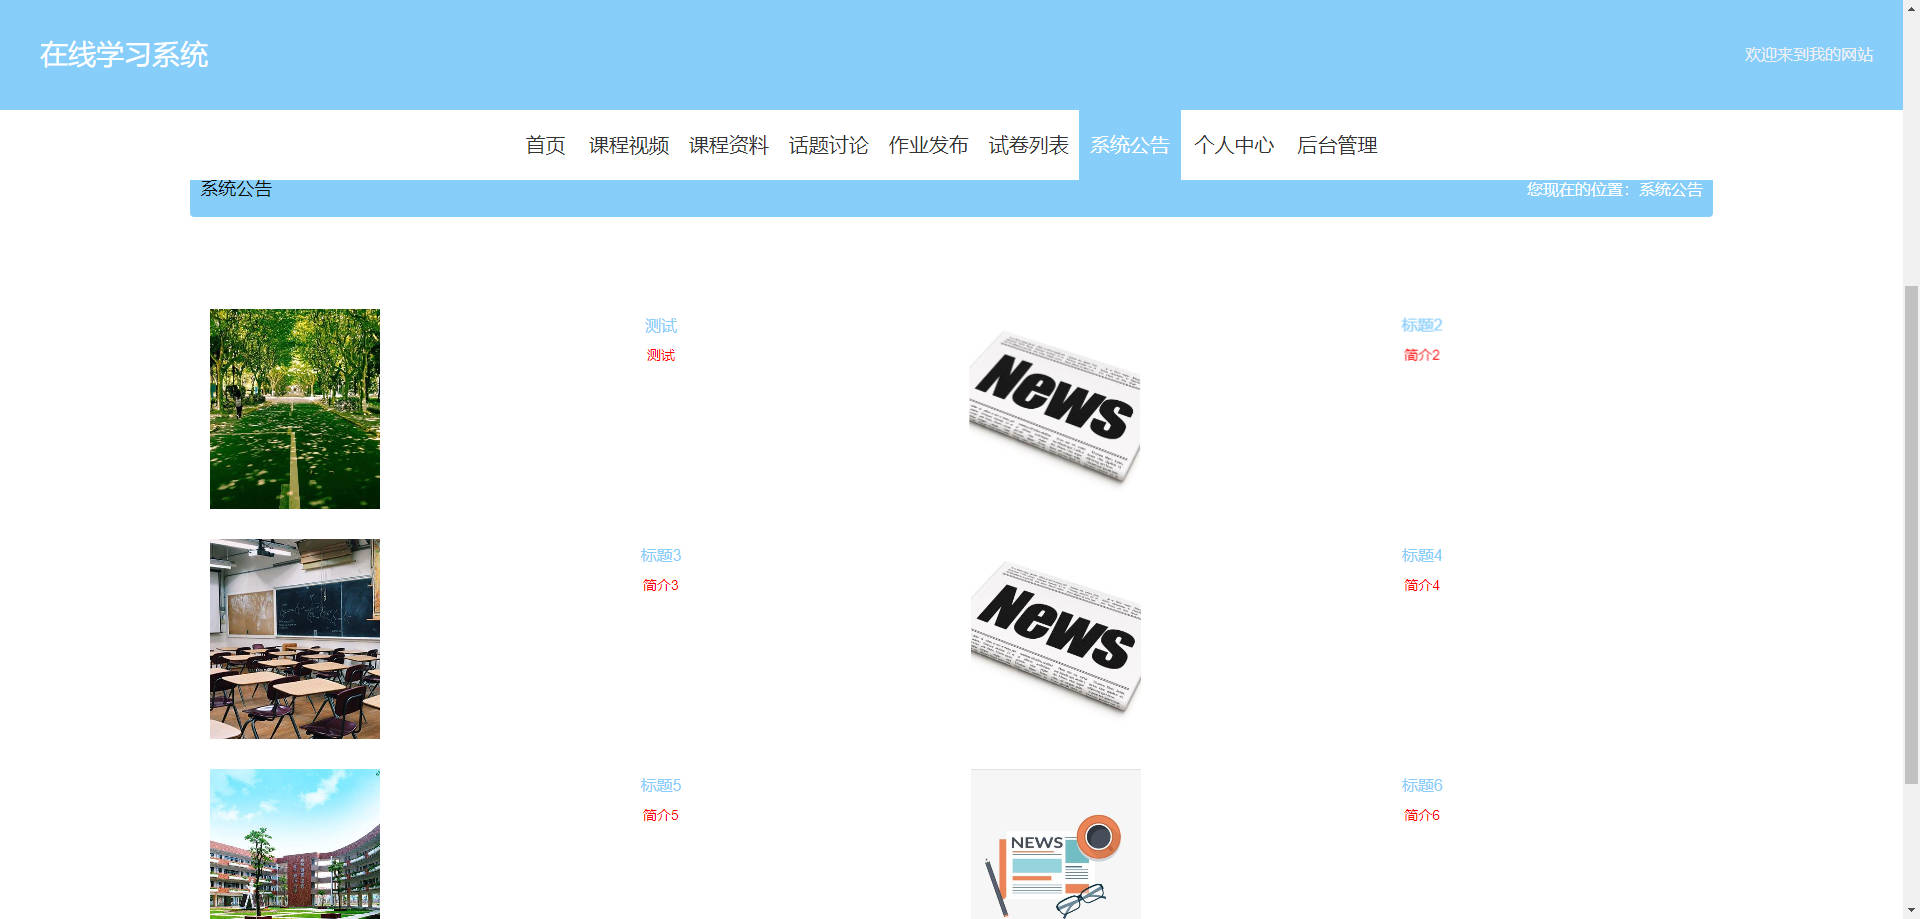 在线学习系统
欢迎来到我的网站
首页 课程视频 课程资料 话题讨论 作业发布 试卷列表 系统公告 个人中心 后台管理
系统公告
您现在的位置：系统公告
测试
测试
News
标题2
简介2
标题3
简介3
News
标题4
简介4
标题5
简介5
NEWS
标题6
简介6